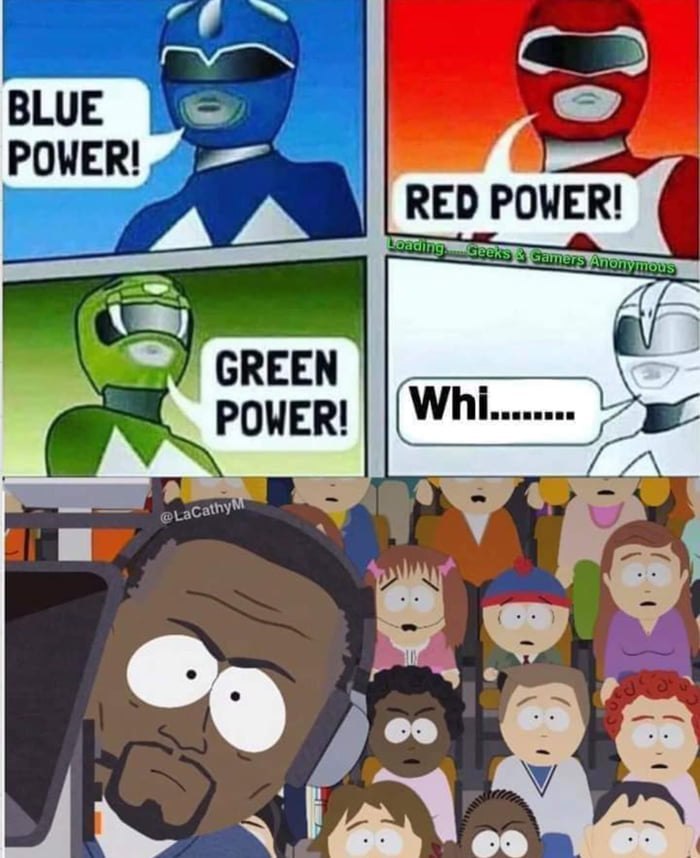 BLUE
POWER!
RED POWER!
Loading.....Geeks & Gamers Anonymous
GREEN
POWER!
Whi........
@LaCathyM